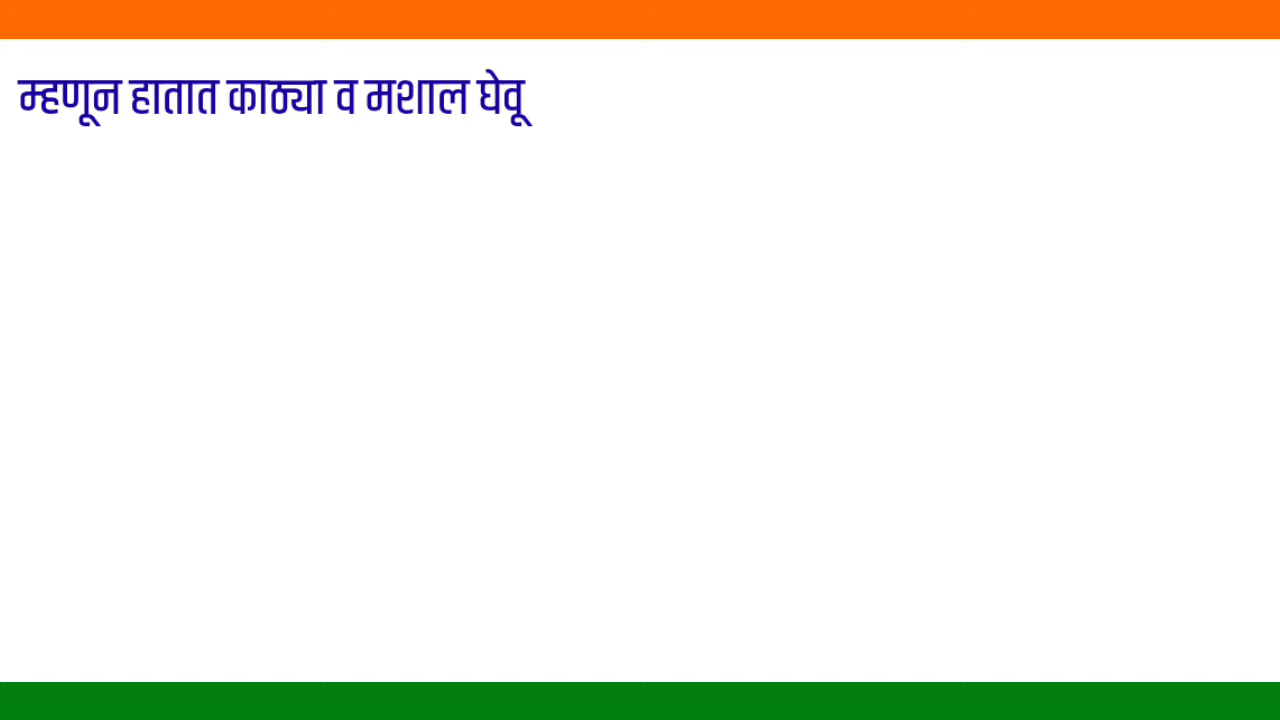 म्हणून हातात काठ्या व मशाल घेवू